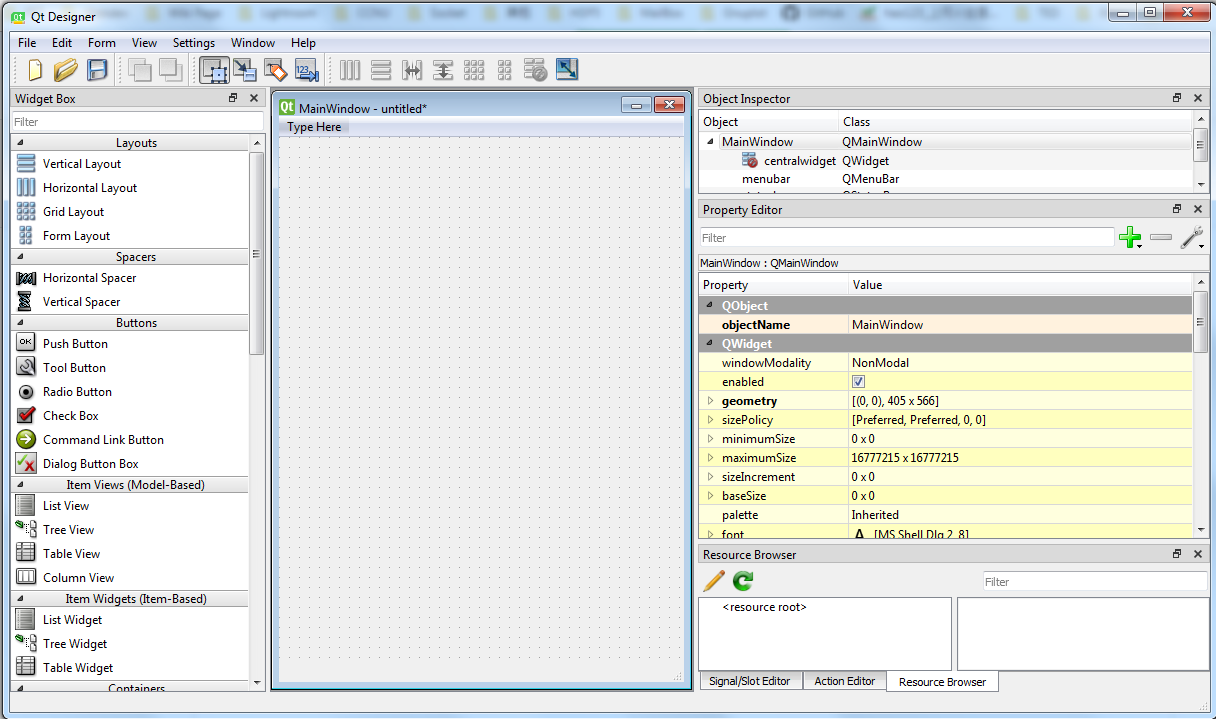 Qt Designer
File Edit Form View Settings Window Help
Widget Box
Filter
Layouts
Vertical Layout
Horizontal Layout
Grid Layout
Form Layout
Spacers
Horizontal Spacer
Vertical Spacer
Buttons
OK Push Button
Tool Button
Radio Button
Check Box
Command Link Button
Dialog Button Box
Item Views (Model-Based)
List View
Tree View
Table View
Column View
Item Widgets (Item-Based)
List Widget
Tree Widget
Table Widget
Containers
Qt MainWindow - untitled*
Type Here
Object Inspector
Object Class
MainWindow QMainWindow
centralwidget QWidget
menubar QMenuBar
Property Editor
Filter
MainWindow : QMainWindow
Property Value
QObject
objectName MainWindow
QWidget
windowModality NonModal
enabled
geometry [(0, 0), 405 x 566]
sizePolicy [Preferred, Preferred, 0, 0]
minimumSize 0 x 0
maximumSize 16777215 x 16777215
sizeIncrement 0 x 0
baseSize 0 x 0
palette Inherited
font A [MS Shell Dlg 2, 8]
Resource Browser
Filter
<resource root>
Signal/Slot Editor Action Editor Resource Browser